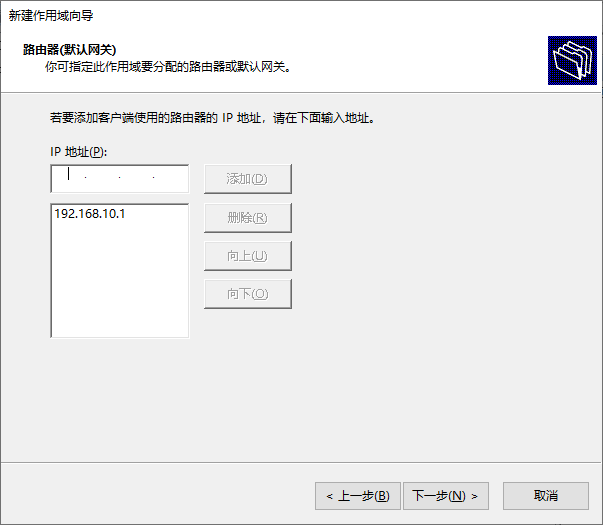 新建作用域向导
路由器(默认网关)
你可指定此作用域要分配的路由器或默认网关。
若要添加客户端使用的路由器的 IP 地址，请在下面输入地址。
IP 地址(P):
. . .
添加(D)
192.168.10.1
删除(R)
向上(U)
向下(O)
< 上一步(B)
下一步(N) >
取消